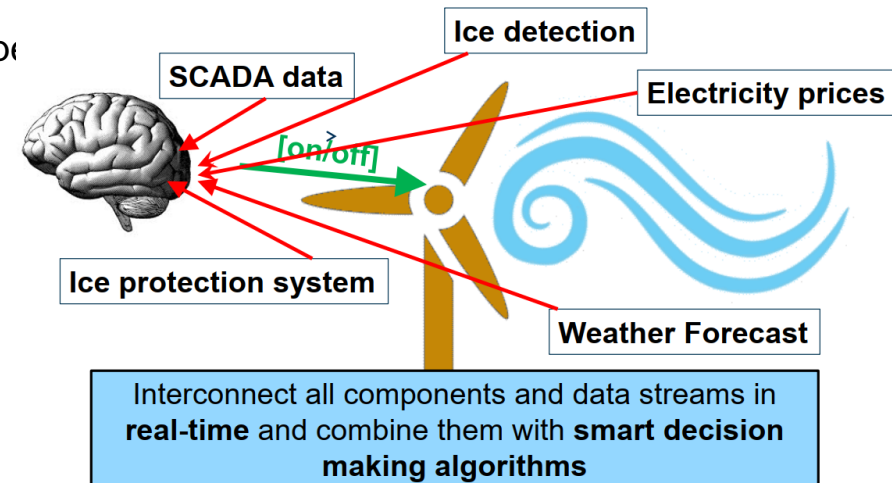 Ice detection
SCADA data
Electricity prices
[on/off]
Ice protection system
Weather Forecast
Interconnect all components and data streams in
real-time and combine them with smart decision
making algorithms